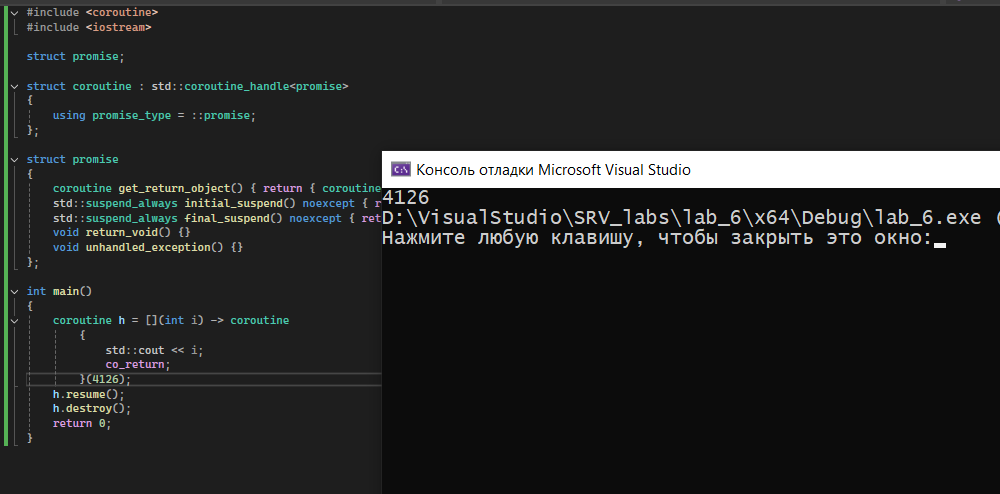 #include <coroutine>
#include <iostream>
struct promise;
struct coroutine : std::coroutine_handle<promise>
{
using promise_type = ::promise;
};
struct promise
{
coroutine get_return_object() { return { coroutine
std::suspend_always initial_suspend() noexcept { r
std::suspend_always final_suspend() noexcept { ret
void return_void() {}
void unhandled_exception() {}
};
int main()
{
coroutine h = [](int i) -> coroutine
{
std::cout << i;
co_return;
}(4126);
h.resume();
h.destroy();
return 0;
}
C:\ Консоль отладки Microsoft Visual Studio
4126
D:\VisualStudio\SRV_labs\lab_6\x64\Debug\lab_6.exe (
Нажмите любую клавишу, чтобы закрыть это окно: